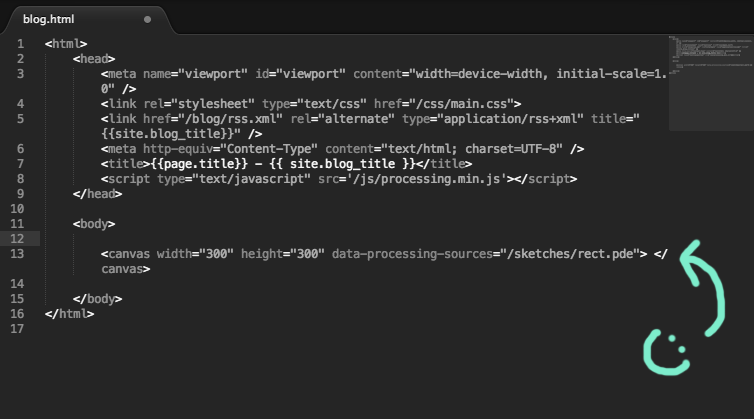 blog.html
1 <html>
2 <head>
3 <meta name="viewport" id="viewport" content="width=device-width, initial-scale=1.
0" />
4 <link rel="stylesheet" type="text/css" href="/css/main.css">
5 <link href="/blog/rss.xml" rel="alternate" type="application/rss+xml" title="
{{site.blog_title}}" />
6 <meta http-equiv="Content-Type" content="text/html; charset=UTF-8" />
7 <title>{{page.title}} - {{ site.blog_title }}</title>
8 <script type="text/javascript" src='/js/processing.min.js'></script>
9 </head>
10
11 <body>
12
13 <canvas width="300" height="300" data-processing-sources="/sketches/rect.pde"> </
canvas>
14
15 </body>
16 </html>
17